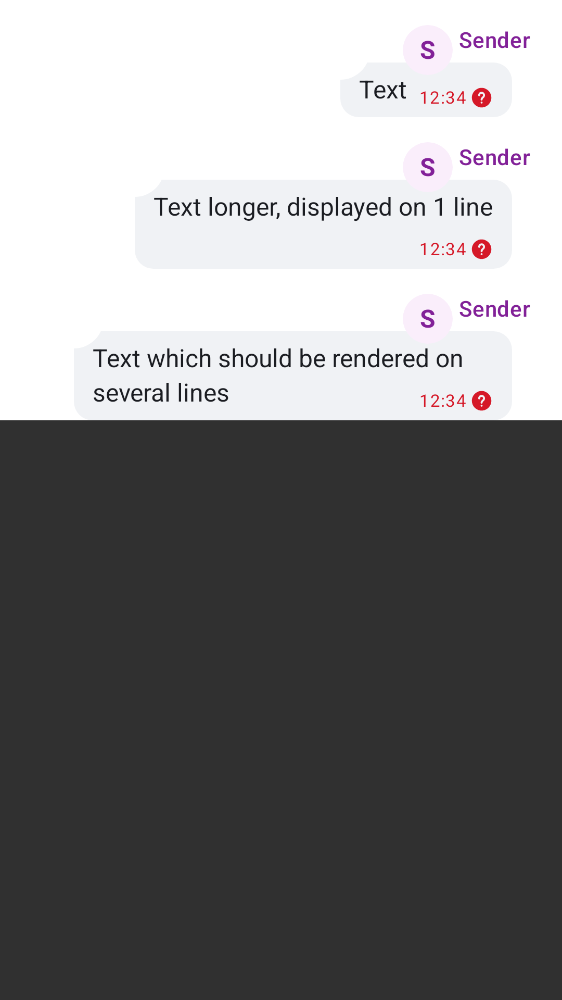 S Sender
Text 12:34 ?
S Sender
Text longer, displayed on 1 line
12:34 ?
S Sender
Text which should be rendered on
several lines 12:34 ?